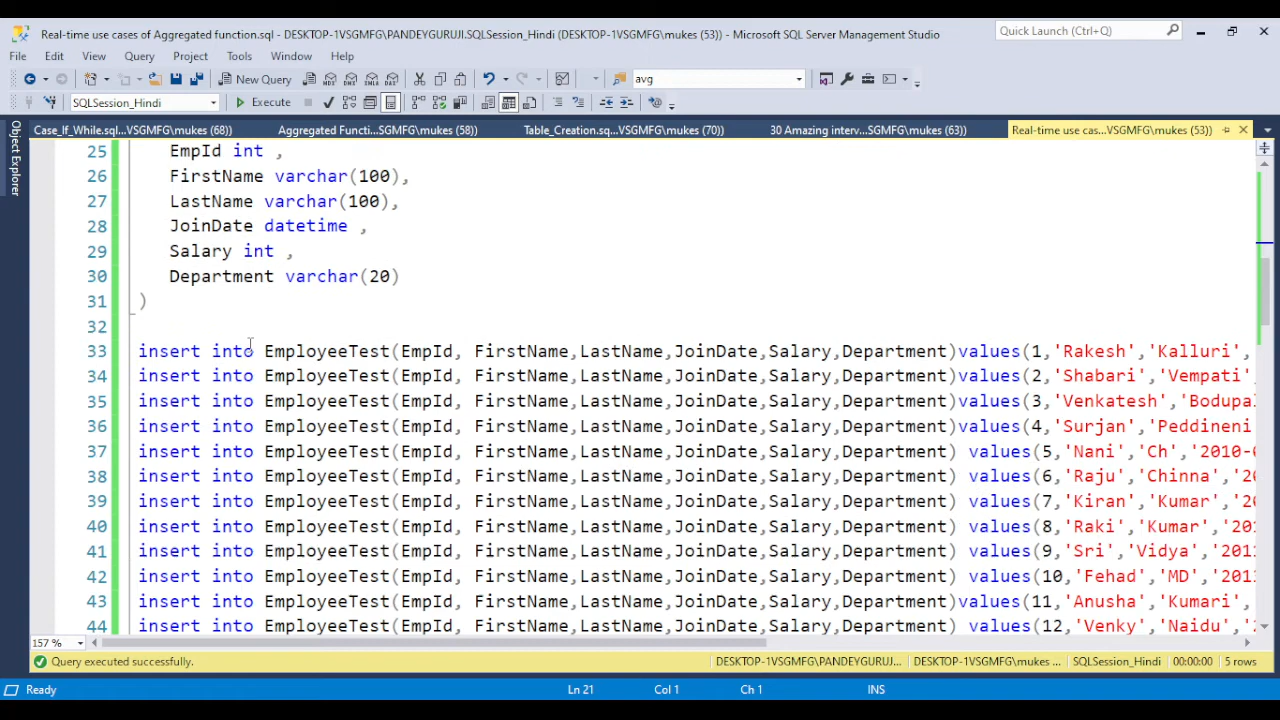 Real-time use cases of Aggregated function.sql - DESKTOP-1VSGMFG\PANDEYGURUJI.SQLSession_Hindi (DESKTOP-1VSGMFG\mukes (53)) - Microsoft SQL Server Management Studio
Quick Launch (Ctrl+Q)
File Edit View Query Project Tools Window Help
New Query avg
SQLSession_Hindi Execute
Case_If_While.sql...VSGMFG\mukes (68)) Aggregated Functi...SGMFG\mukes (58)) Table_Creation.sq...VSGMFG\mukes (70)) 30 Amazing interv...SGMFG\mukes (63)) Real-time use cas...VSGMFG\mukes (53))
Object Explorer
25 EmpId int ,
26 FirstName varchar(100),
27 LastName varchar(100),
28 JoinDate datetime ,
29 Salary int ,
30 Department varchar(20)
31 )
32
33 insert into EmployeeTest(EmpId, FirstName,LastName,JoinDate,Salary,Department)values(1,'Rakesh','Kalluri',
34 insert into EmployeeTest(EmpId, FirstName,LastName,JoinDate,Salary,Department)values(2,'Shabari','Vempati'
35 insert into EmployeeTest(EmpId, FirstName,LastName,JoinDate,Salary,Department)values(3,'Venkatesh','Bodupal
36 insert into EmployeeTest(EmpId, FirstName,LastName,JoinDate,Salary,Department)values(4,'Surjan','Peddineni
37 insert into EmployeeTest(EmpId, FirstName,LastName,JoinDate,Salary,Department) values(5,'Nani','Ch','2010-0
38 insert into EmployeeTest(EmpId, FirstName,LastName,JoinDate,Salary,Department) values(6,'Raju','Chinna','20
39 insert into EmployeeTest(EmpId, FirstName,LastName,JoinDate,Salary,Department) values(7,'Kiran','Kumar','20
40 insert into EmployeeTest(EmpId, FirstName,LastName,JoinDate,Salary,Department) values(8,'Raki','Kumar','201
41 insert into EmployeeTest(EmpId, FirstName,LastName,JoinDate,Salary,Department) values(9,'Sri','Vidya','2011
42 insert into EmployeeTest(EmpId, FirstName,LastName,JoinDate,Salary,Department) values(10,'Fehad','MD','2011
43 insert into EmployeeTest(EmpId, FirstName,LastName,JoinDate,Salary,Department)values(11,'Anusha','Kumari',
44 insert into EmployeeTest(EmpId, FirstName,LastName,JoinDate,Salary,Department) values(12,'Venky','Naidu','2
157 %
Query executed successfully. DESKTOP-1VSGMFG\PANDEYGURUJ... DESKTOP-1VSGMFG\mukes ... SQLSession_Hindi 00:00:00 5 rows
Ready Ln 21 Col 1 Ch 1 INS